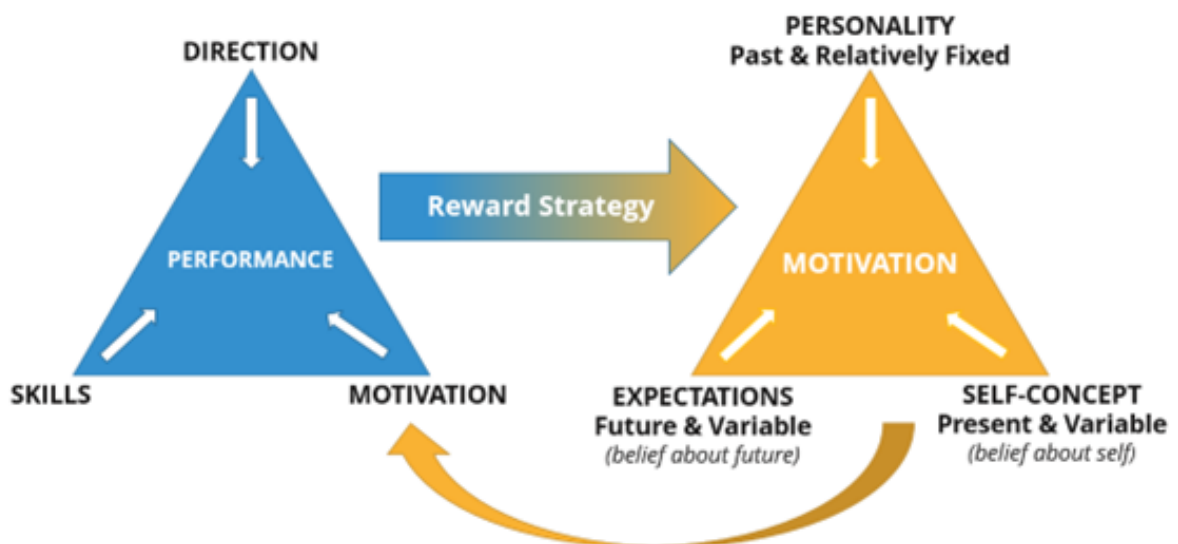 DIRECTION
PERFORMANCE
SKILLS
MOTIVATION
Reward Strategy
PERSONALITY
Past & Relatively Fixed
MOTIVATION
EXPECTATIONS
Future & Variable
(belief about future)
SELF-CONCEPT
Present & Variable
(belief about self)